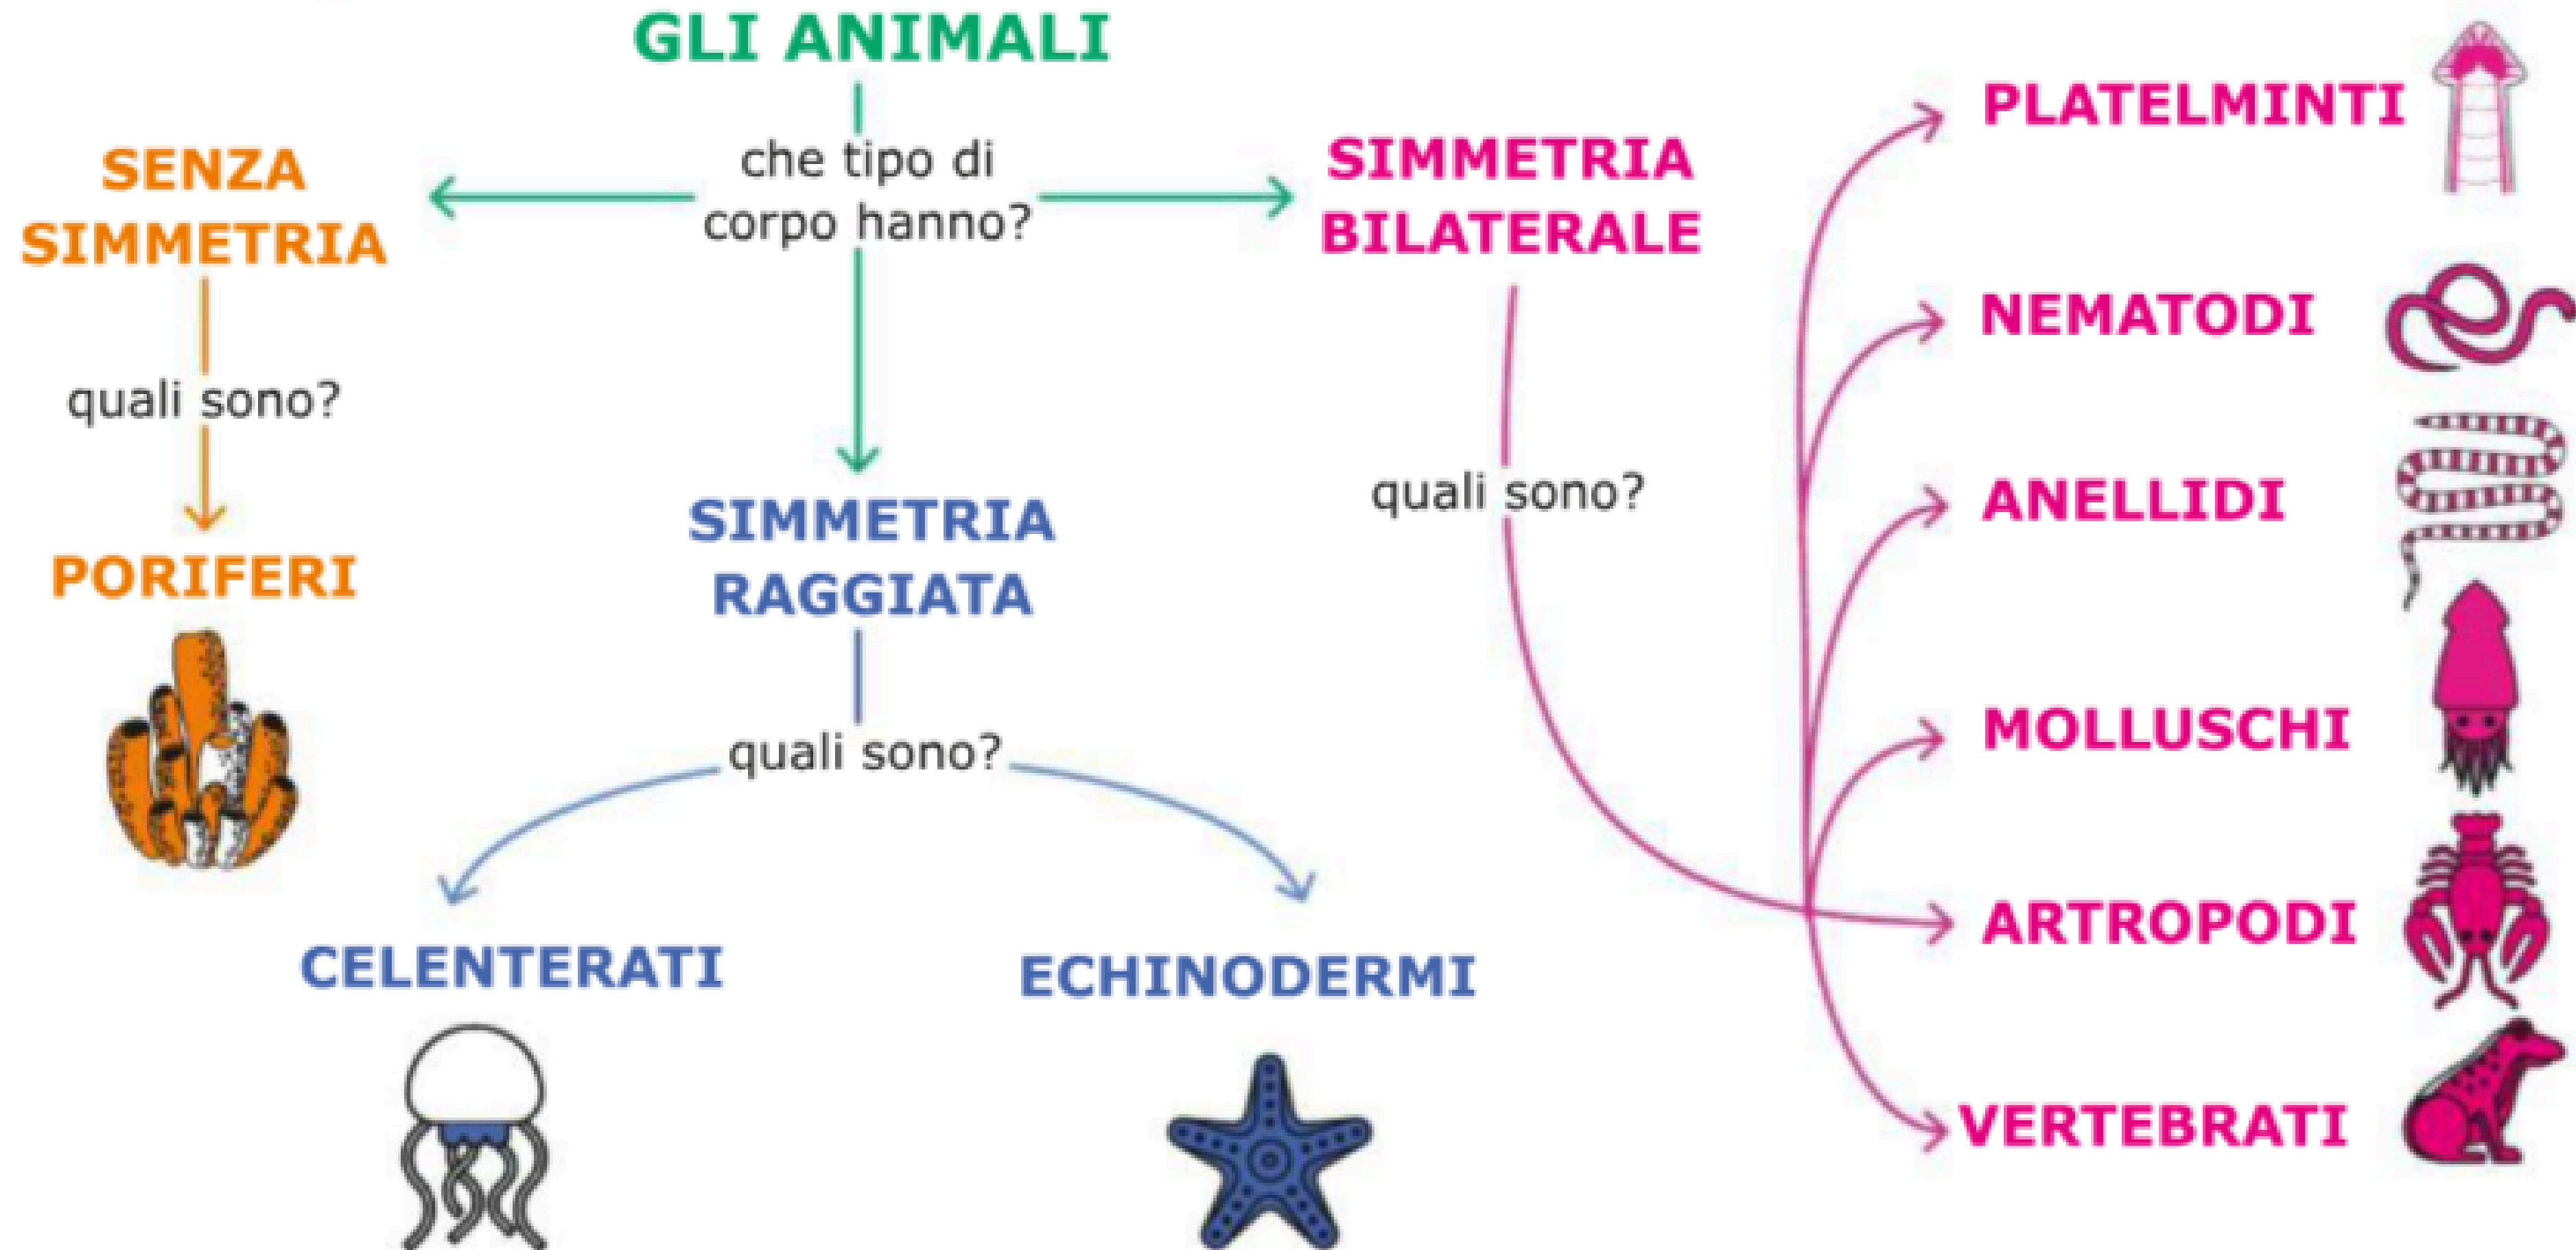 GLI ANIMALI
che tipo di
corpo hanno?
SENZA
SIMMETRIA
quali sono?
PORIFERI
SIMMETRIA
RAGGIATA
quali sono?
CELENTERATI
ECHINODERMI
SIMMETRIA
BILATERALE
quali sono?
PLATELMINTI
NEMATODI
ANELLIDI
MOLLUSCHI
ARTROPODI
VERTEBRATI